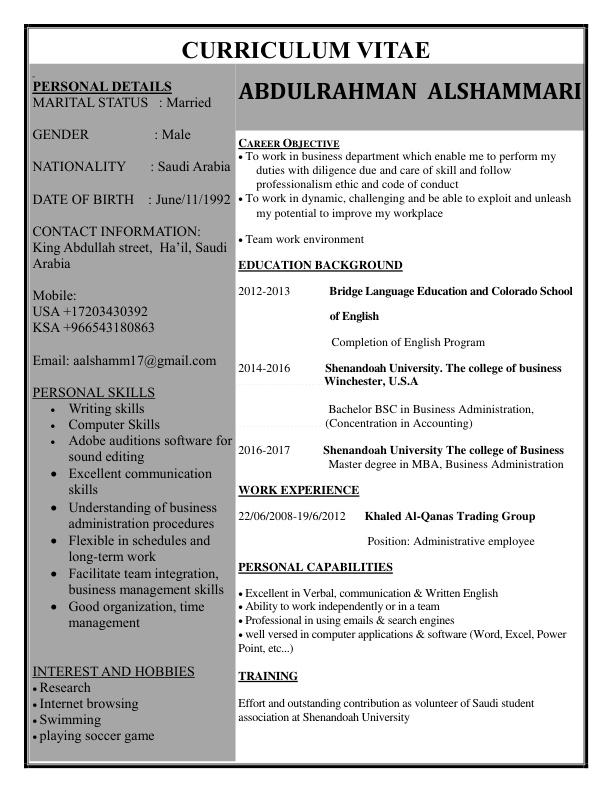 CURRICULUM VITAE
PERSONAL DETAILS
MARITAL STATUS : Married
GENDER : Male
NATIONALITY : Saudi Arabia
DATE OF BIRTH : June/11/1992
CONTACT INFORMATION:
King Abdullah street, Ha'il, Saudi
Arabia
Mobile:
USA +17203430392
KSA +966543180863
Email: aalshamm17@gmail.com
PERSONAL SKILLS
• Writing skills
• Computer Skills
• Adobe auditions software for
sound editing
• Excellent communication
skills
• Understanding of business
administration procedures
• Flexible in schedules and
long-term work
• Facilitate team integration,
business management skills
• Good organization, time
management
INTEREST AND HOBBIES
• Research
• Internet browsing
• Swimming
• playing soccer game
ABDULRAHMAN ALSHAMMARI
CAREER OBJECTIVE
• To work in business department which enable me to perform my
duties with diligence due and care of skill and follow
professionalism ethic and code of conduct
• To work in dynamic, challenging and be able to exploit and unleash
my potential to improve my workplace
• Team work environment
EDUCATION BACKGROUND
2012-2013 Bridge Language Education and Colorado School
of English
Completion of English Program
2014-2016 Shenandoah University. The college of business
Winchester, U.S.A
Bachelor BSC in Business Administration,
(Concentration in Accounting)
2016-2017 Shenandoah University The college of Business
Master degree in MBA, Business Administration
WORK EXPERIENCE
22/06/2008-19/6/2012 Khaled Al-Qanas Trading Group
Position: Administrative employee
PERSONAL CAPABILITIES
• Excellent in Verbal, communication & Written English
• Ability to work independently or in a team
• Professional in using emails & search engines
• well versed in computer applications & software (Word, Excel, Power
Point, etc...)
TRAINING
Effort and outstanding contribution as volunteer of Saudi student
association at Shenandoah University